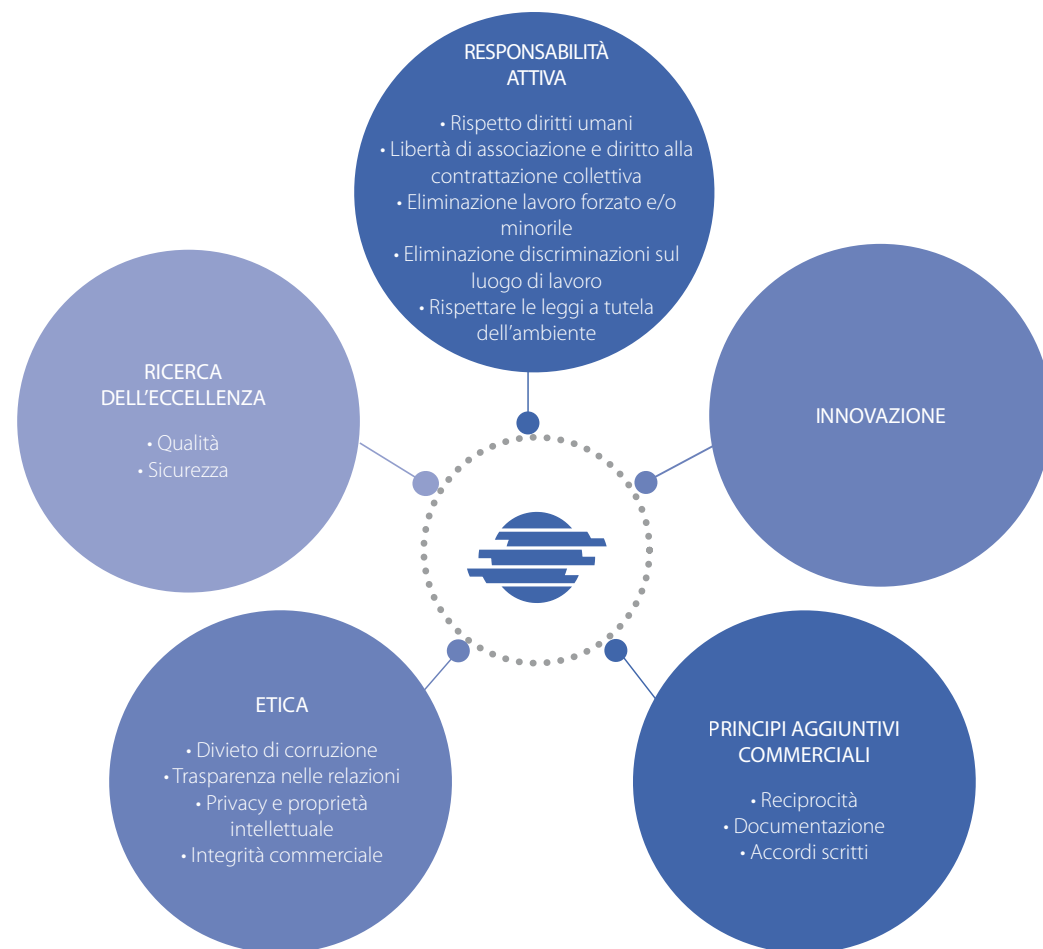 RESPONSABILITÀ
ATTIVA
• Rispetto diritti umani
• Libertà di associazione e diritto alla
contrattazione collettiva
• Eliminazione lavoro forzato e/o
minorile
• Eliminazione discriminazioni sul
luogo di lavoro
• Rispettare le leggi a tutela
dell’ambiente
RICERCA
DELL’ECCELLENZA
• Qualità
• Sicurezza
INNOVAZIONE
ETICA
• Divieto di corruzione
• Trasparenza nelle relazioni
• Privacy e proprietà
intellettuale
• Integrità commerciale
PRINCIPI AGGIUNTIVI
COMMERCIALI
• Reciprocità
• Documentazione
• Accordi scritti